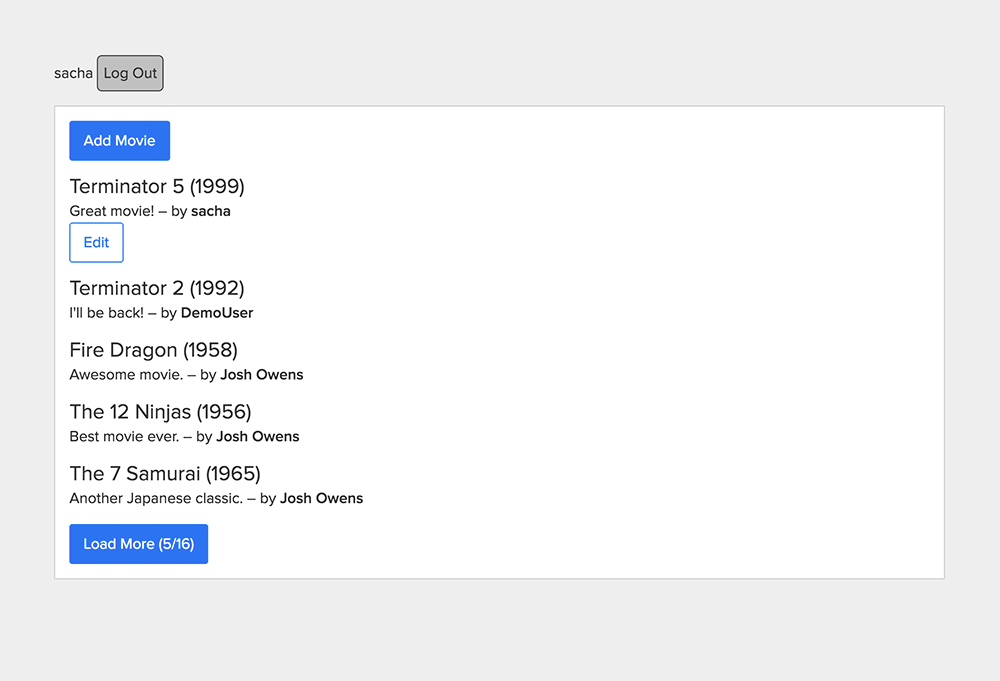 sacha Log Out
Add Movie
Terminator 5 (1999)
Great movie! – by sacha
Edit
Terminator 2 (1992)
I'll be back! – by DemoUser
Fire Dragon (1958)
Awesome movie. – by Josh Owens
The 12 Ninjas (1956)
Best movie ever. – by Josh Owens
The 7 Samurai (1965)
Another Japanese classic. – by Josh Owens
Load More (5/16)